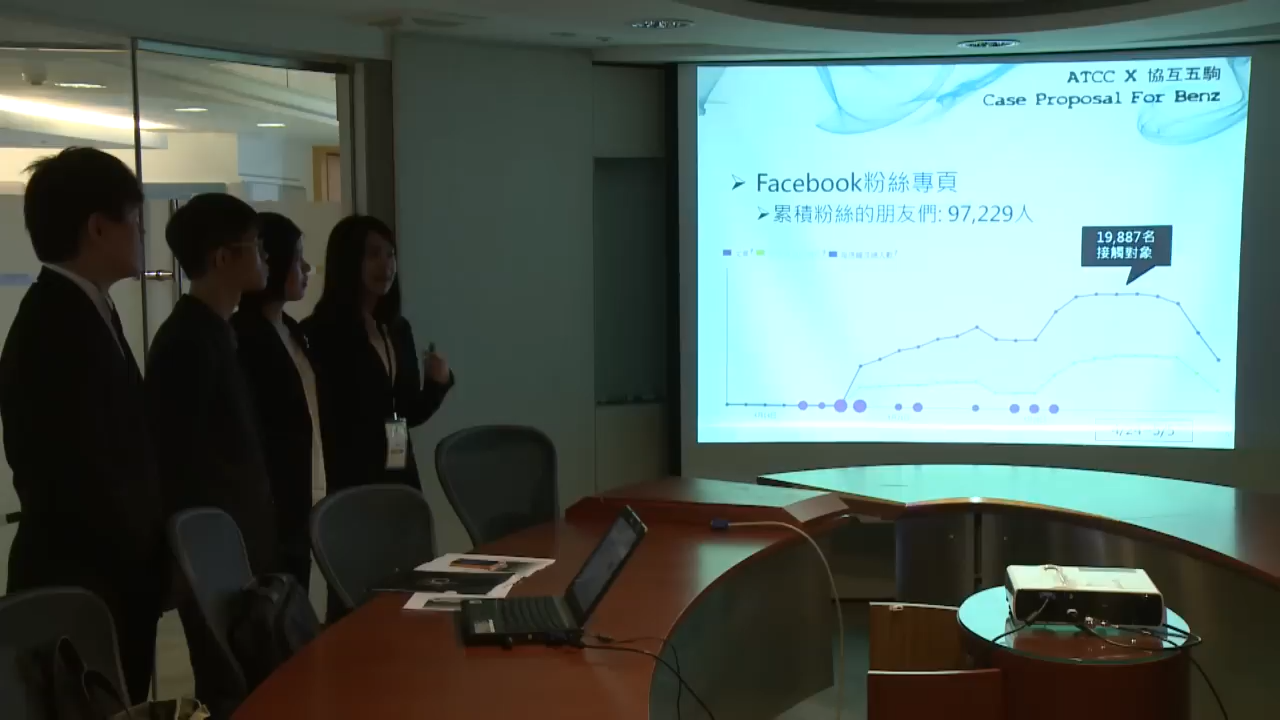 ATCC X 協互五駒
Case Proposal For Benz
Facebook粉絲專頁
累積粉絲的朋友們: 97,229人
19,887名
接觸對象